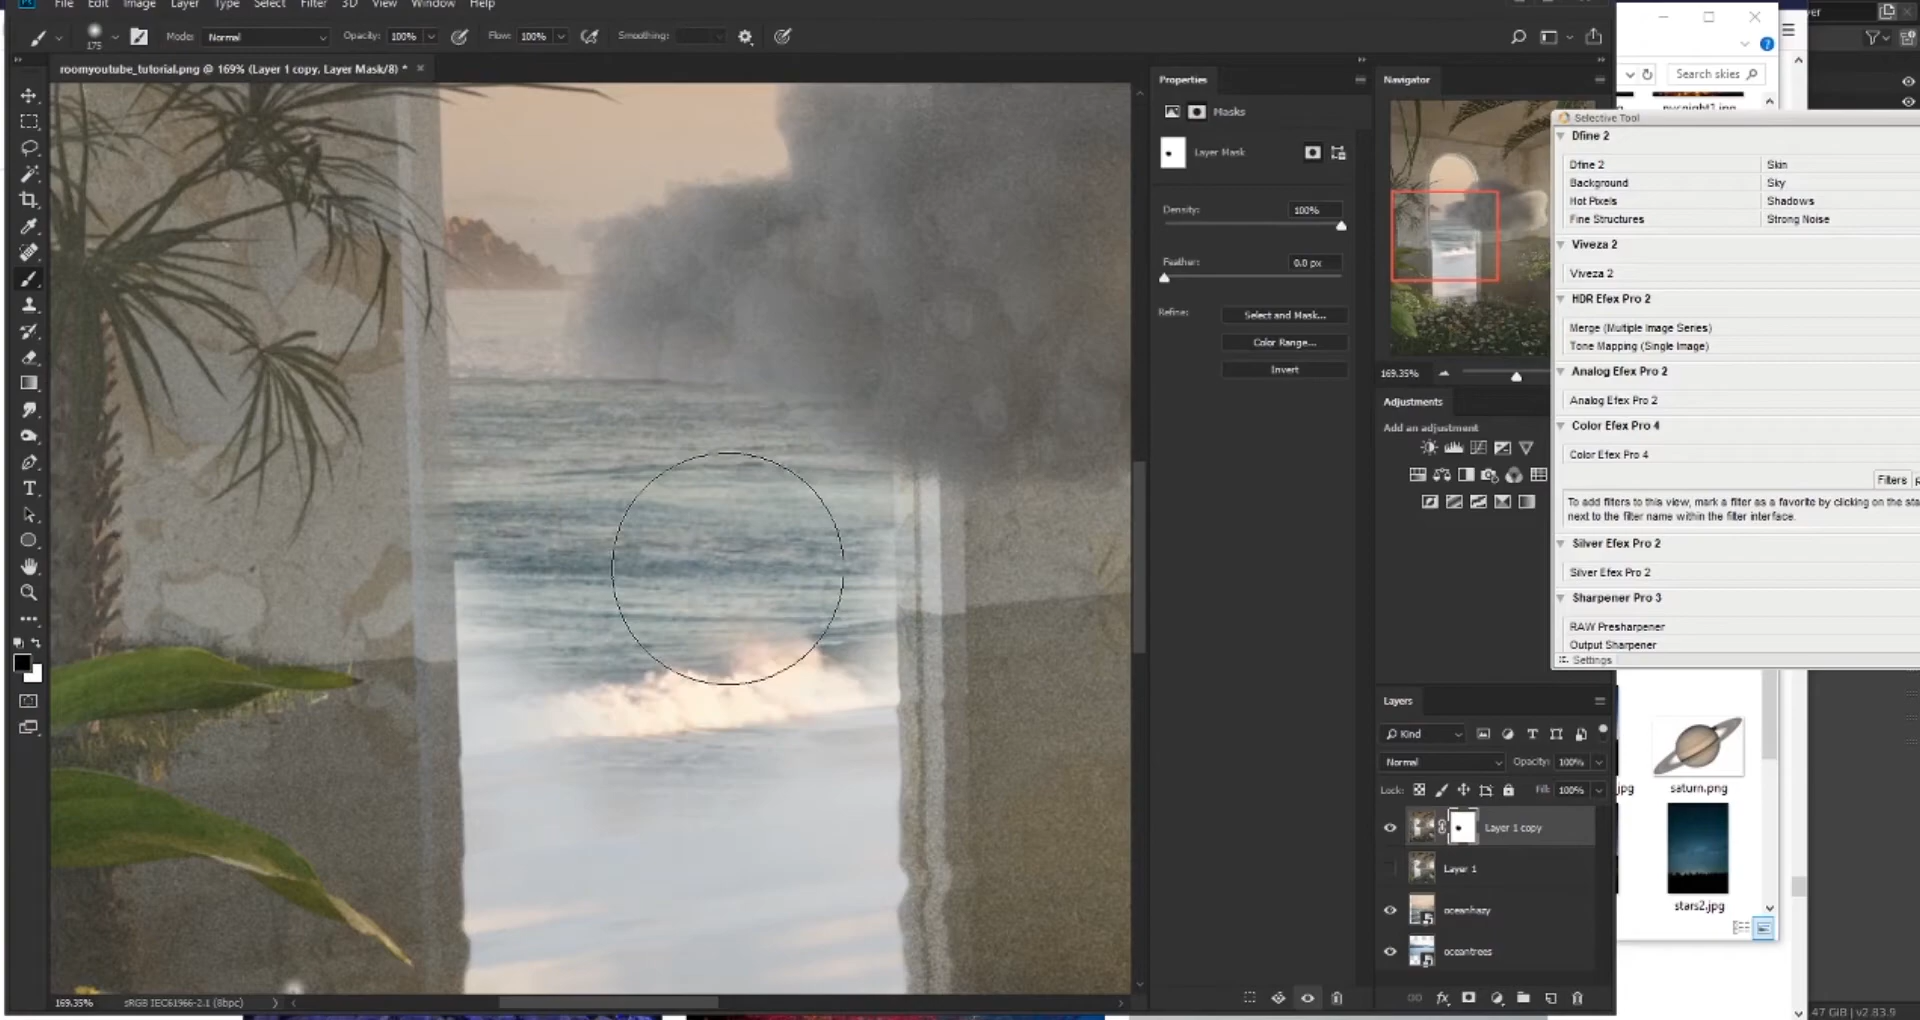 File Edit Image Layer Type Select Filter 3D View Window Help
175 Mode: Normal Opacity: 100% Flow: 100% Smoothing:
roomyoutube_tutorial.png @ 169% (Layer 1 copy, Layer Mask/8) *
Properties
Masks
Layer Mask
Density: 100%
Feather: 0.0 px
Refine: Select and Mask...
Color Range...
Invert
Navigator
169.35%
Adjustments
Add an adjustment
Layers
Kind
Normal Opacity: 100%
Lock: Fill: 100%
Layer 1 copy
Layer 1
oceanhazy
oceantrees
Search skies
nycnight1.jpg
Selective Tool
Dfine 2
Dfine 2 Skin
Background Sky
Hot Pixels Shadows
Fine Structures Strong Noise
Viveza 2
Viveza 2
HDR Efex Pro 2
Merge (Multiple Image Series)
Tone Mapping (Single Image)
Analog Efex Pro 2
Analog Efex Pro 2
Color Efex Pro 4
Color Efex Pro 4
Filters
To add filters to this view, mark a filter as a favorite by clicking on the sta
next to the filter name within the filter interface.
Silver Efex Pro 2
Silver Efex Pro 2
Sharpener Pro 3
RAW Presharpener
Output Sharpener
Settings
.jpg saturn.png
stars2.jpg
169.35% sRGB IEC61966-2.1 (8bpc)
47 GiB | v2.83.9